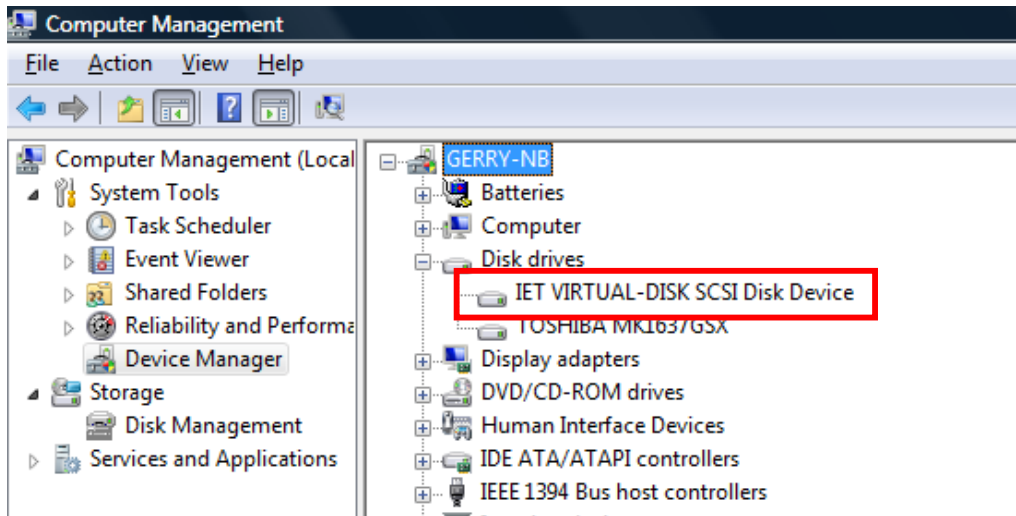 Computer Management
File Action View Help
Computer Management (Local
System Tools
Task Scheduler
Event Viewer
Shared Folders
Reliability and Performa
Device Manager
Storage
Disk Management
Services and Applications
GERRY-NB
Batteries
Computer
Disk drives
IET VIRTUAL-DISK SCSI Disk Device
TOSHIBA MK1637GSX
Display adapters
DVD/CD-ROM drives
Human Interface Devices
IDE ATA/ATAPI controllers
IEEE 1394 Bus host controllers